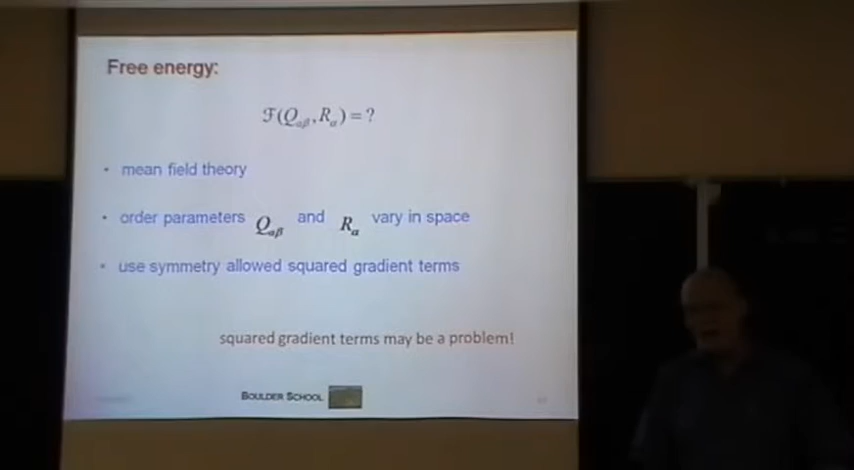 Free energy:
ℱ(Q_αβ, R_α) = ?
• mean field theory
• order parameters Q_αβ and R_α vary in space
• use symmetry allowed squared gradient terms
squared gradient terms may be a problem!
BOULDER SCHOOL